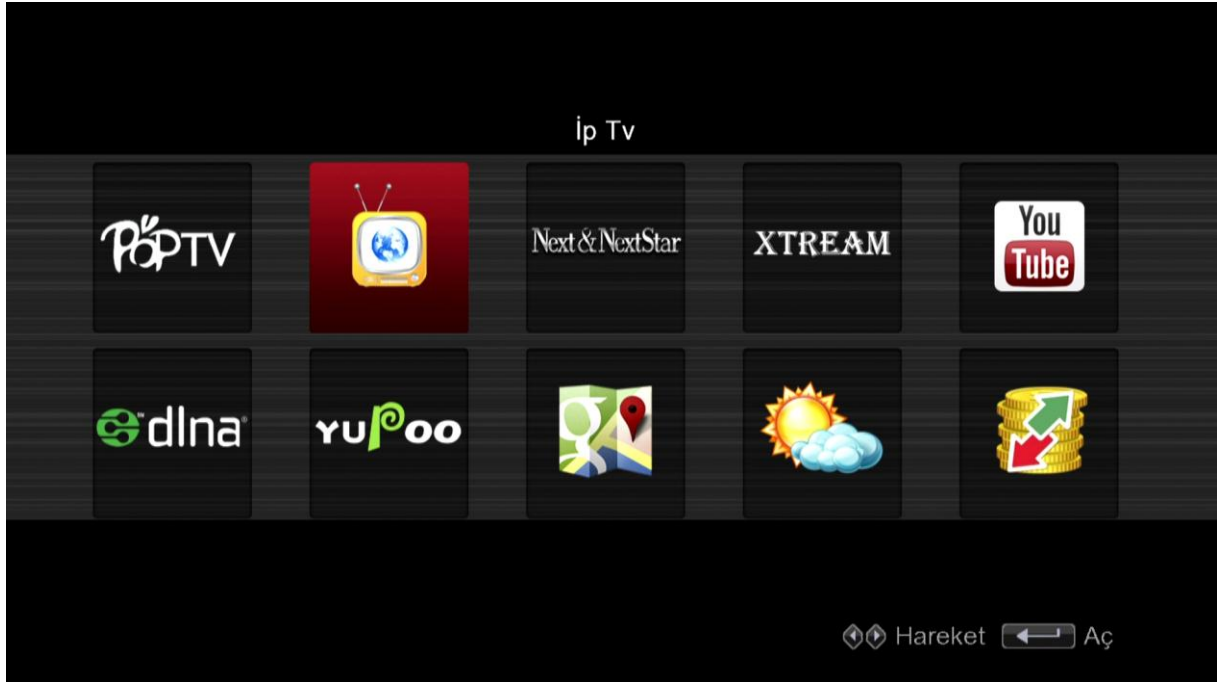 İp Tv
POPTV
Next & NextStar
XTREAM
You
Tube
dlna
YUPOO
g
Hareket
Aç